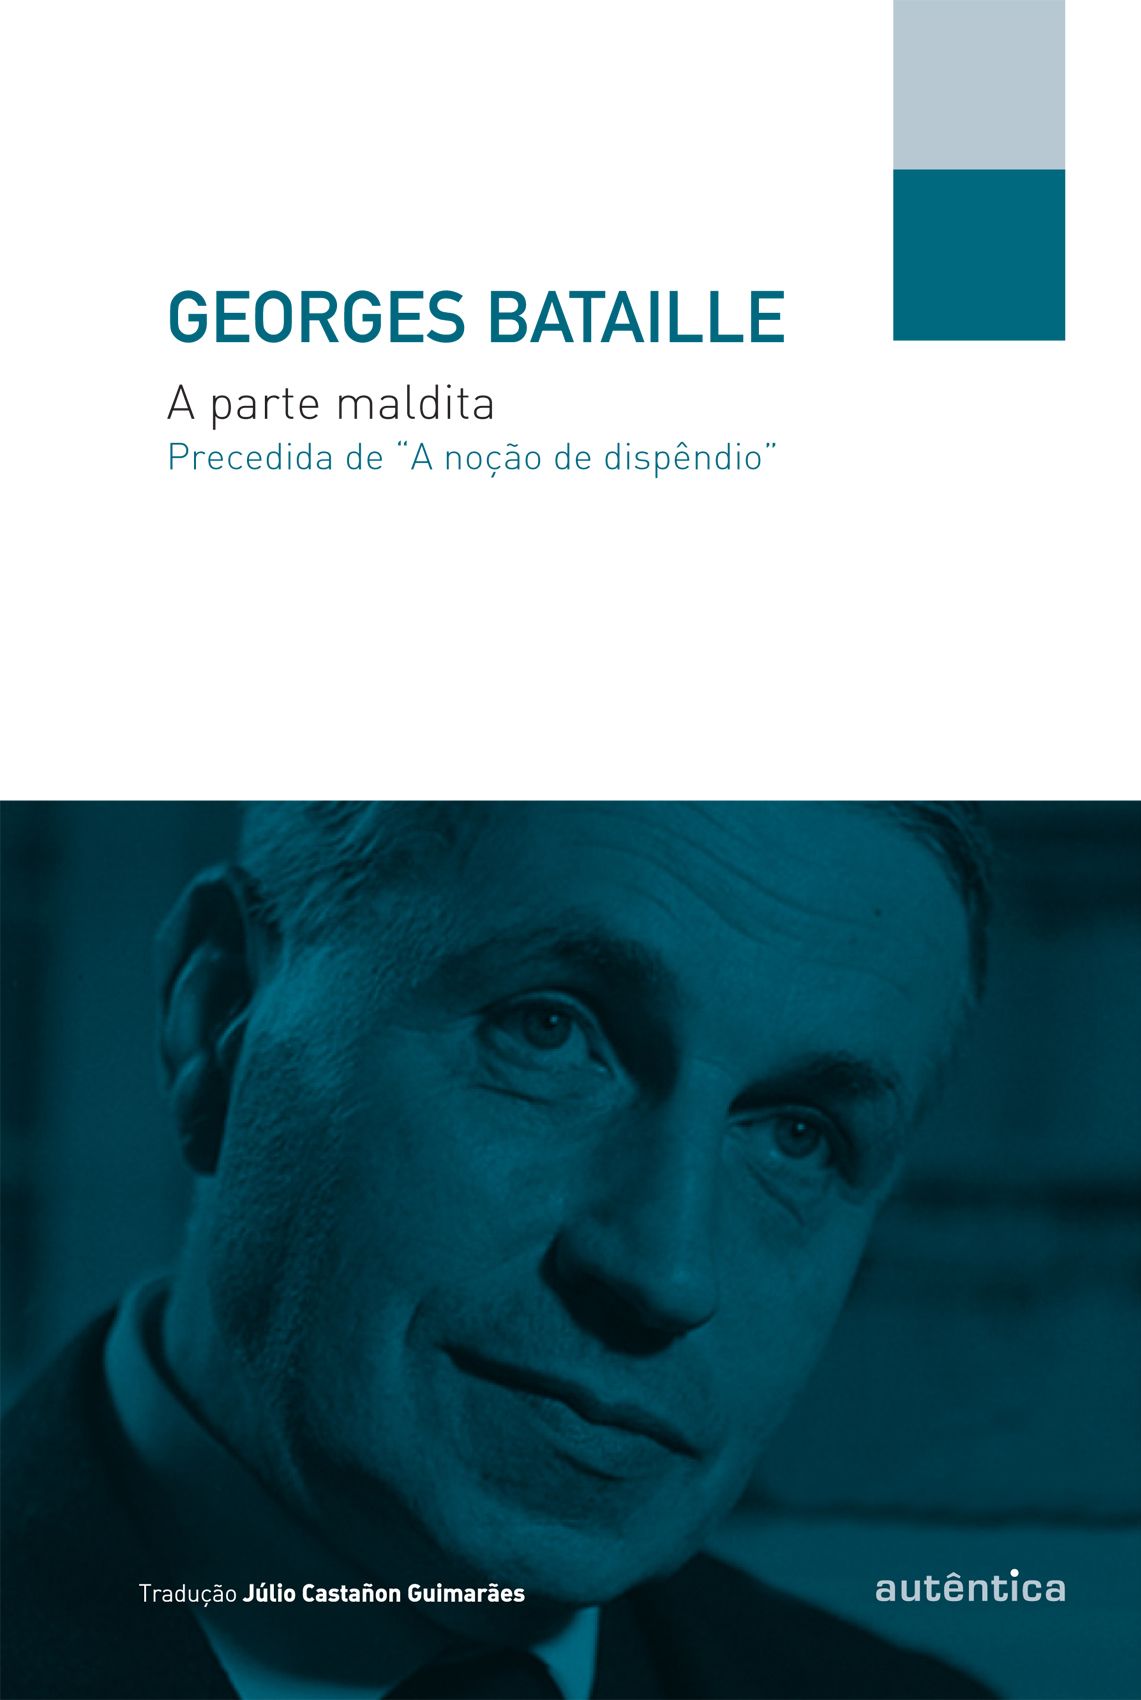 GEORGES BATAILLE
A parte maldita
Precedida de “A noção de dispêndio”
Tradução Júlio Castañon Guimarães
autêntica